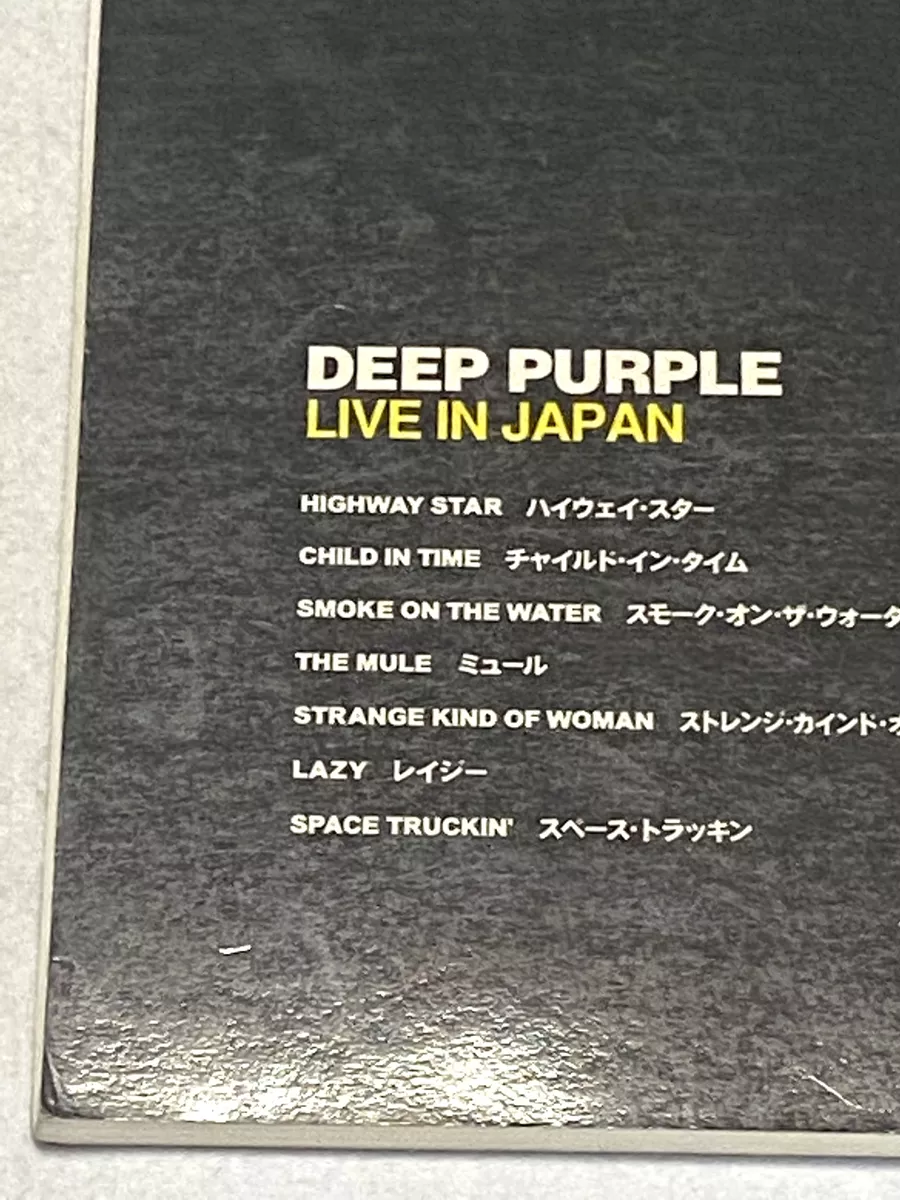 DEEP PURPLE
LIVE IN JAPAN
HIGHWAY STAR ハイウェイ・スター
CHILD IN TIME チャイルド・イン・タイム
SMOKE ON THE WATER スモーク・オン・ザ・ウォータ
THE MULE ミュール
STRANGE KIND OF WOMAN ストレンジ・カインド・オ
LAZY レイジー
SPACE TRUCKIN' スペース・トラッキン